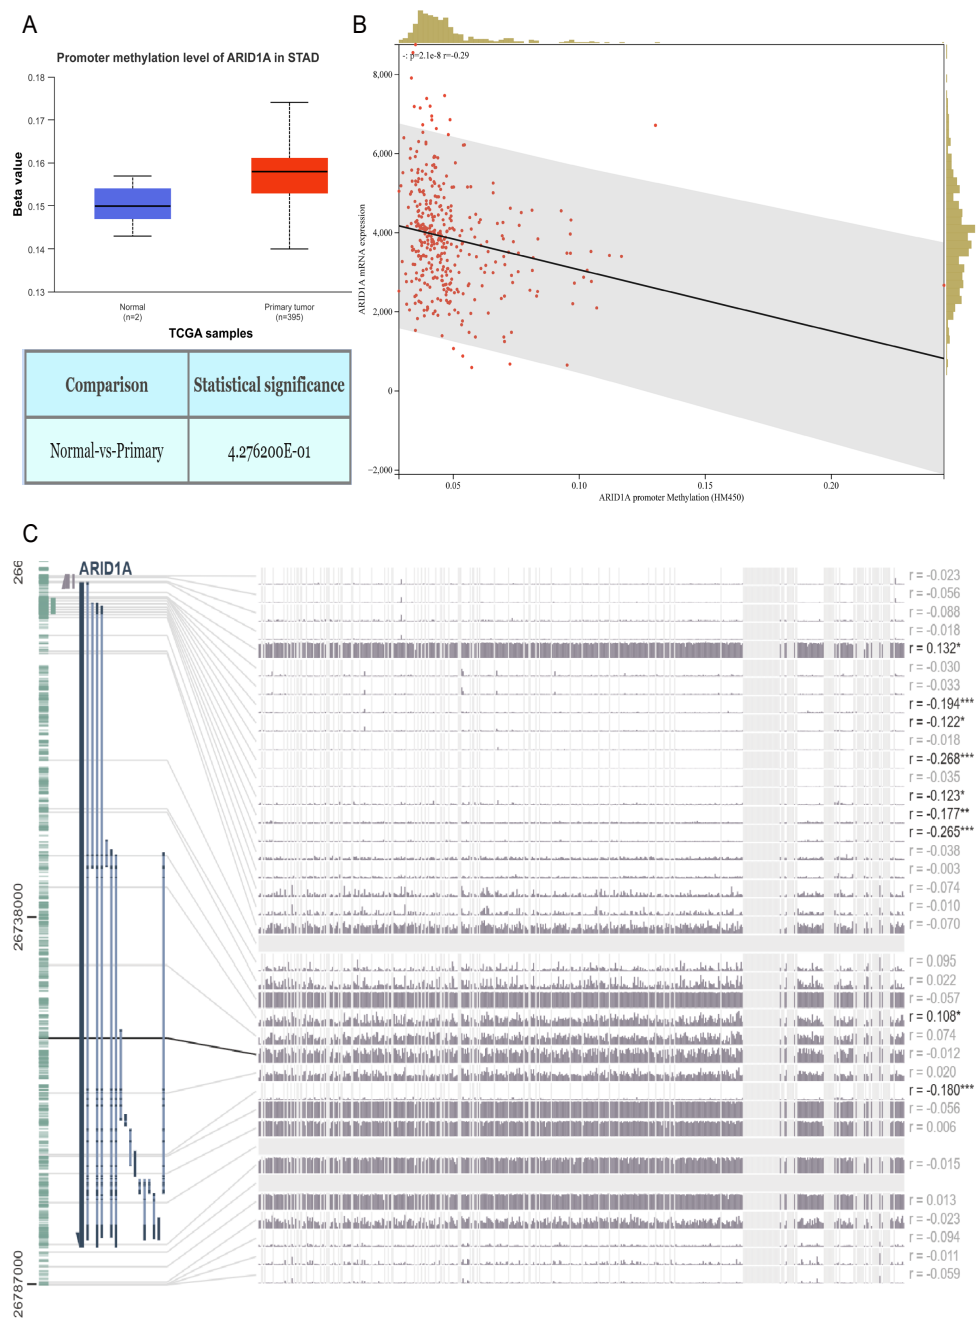 A
Promoter methylation level of ARID1A in STAD
0.18
0.17
0.16
0.15
0.14
0.13
Beta value
Normal
(n=2)
Primary tumor
(n=395)
TCGA samples
Comparison
Statistical significance
Normal-vs-Primary
4.276200E-01
B
-: p=2.1e-8 r=-0.29
8,000
6,000
4,000
2,000
0
−2,000
ARID1A mRNA expression
0.05
0.10
0.15
0.20
ARID1A promoter Methylation (HM450)
C
ARID1A
26738000
26787000
r = -0.023
r = -0.056
r = -0.088
r = -0.018
r = 0.132*
r = -0.030
r = -0.033
r = -0.194***
r = -0.122*
r = -0.018
r = -0.268***
r = -0.035
r = -0.123*
r = -0.177**
r = -0.265***
r = -0.038
r = -0.003
r = -0.074
r = -0.010
r = -0.070
r = 0.095
r = 0.022
r = -0.057
r = 0.108*
r = 0.074
r = -0.012
r = 0.020
r = -0.180***
r = -0.056
r = 0.006
r = -0.015
r = 0.013
r = -0.023
r = -0.094
r = -0.011
r = -0.059